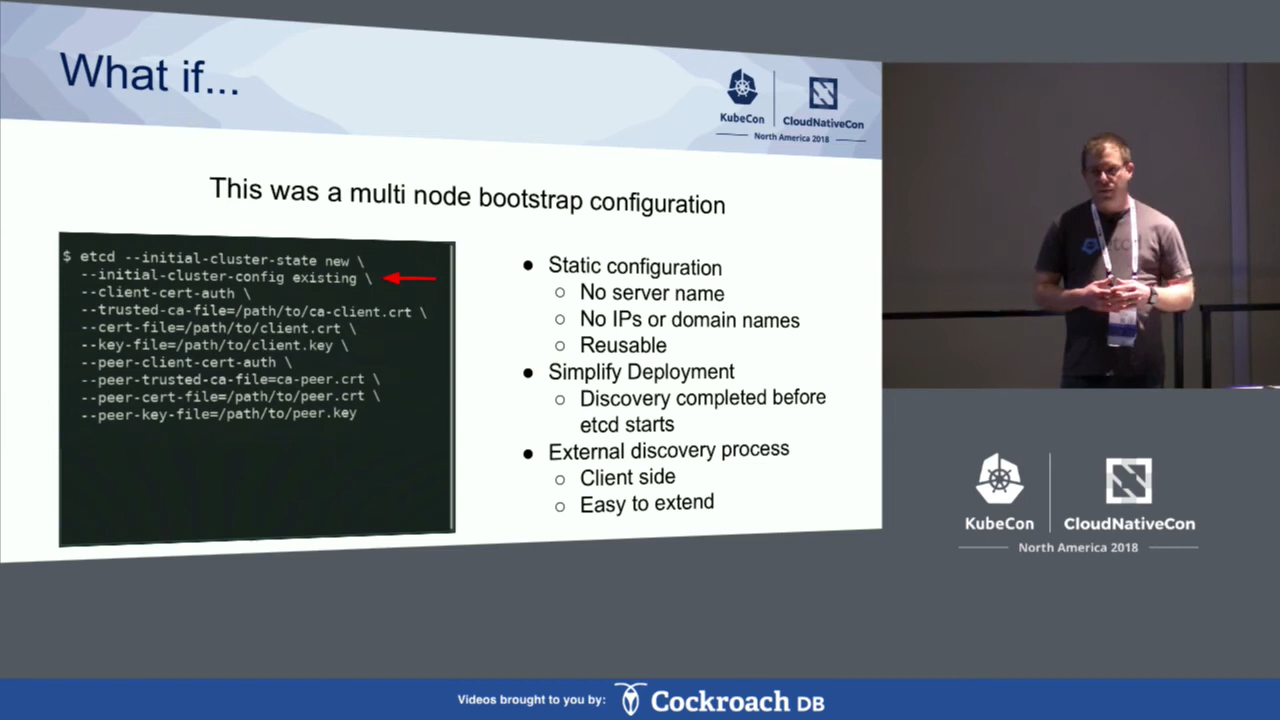 What if...
KubeCon
CloudNativeCon
North America 2018
This was a multi node bootstrap configuration
$ etcd --initial-cluster-state new \
--initial-cluster-config existing \
--client-cert-auth \
--trusted-ca-file=/path/to/ca-client.crt \
--cert-file=/path/to/client.crt \
--key-file=/path/to/client.key \
--peer-client-cert-auth \
--peer-trusted-ca-file=ca-peer.crt \
--peer-cert-file=/path/to/peer.crt \
--peer-key-file=/path/to/peer.key
● Static configuration
○ No server name
○ No IPs or domain names
○ Reusable
● Simplify Deployment
○ Discovery completed before
etcd starts
● External discovery process
○ Client side
○ Easy to extend
KubeCon
CloudNativeCon
North America 2018
Videos brought to you by: Cockroach DB